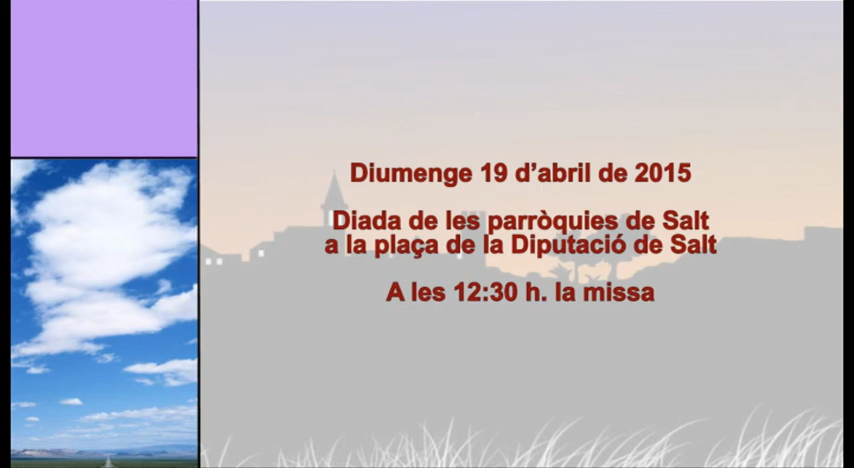 Diumenge 19 d’abril de 2015
Diada de les parròquies de Salt
a la plaça de la Diputació de Salt
A les 12:30 h. la missa